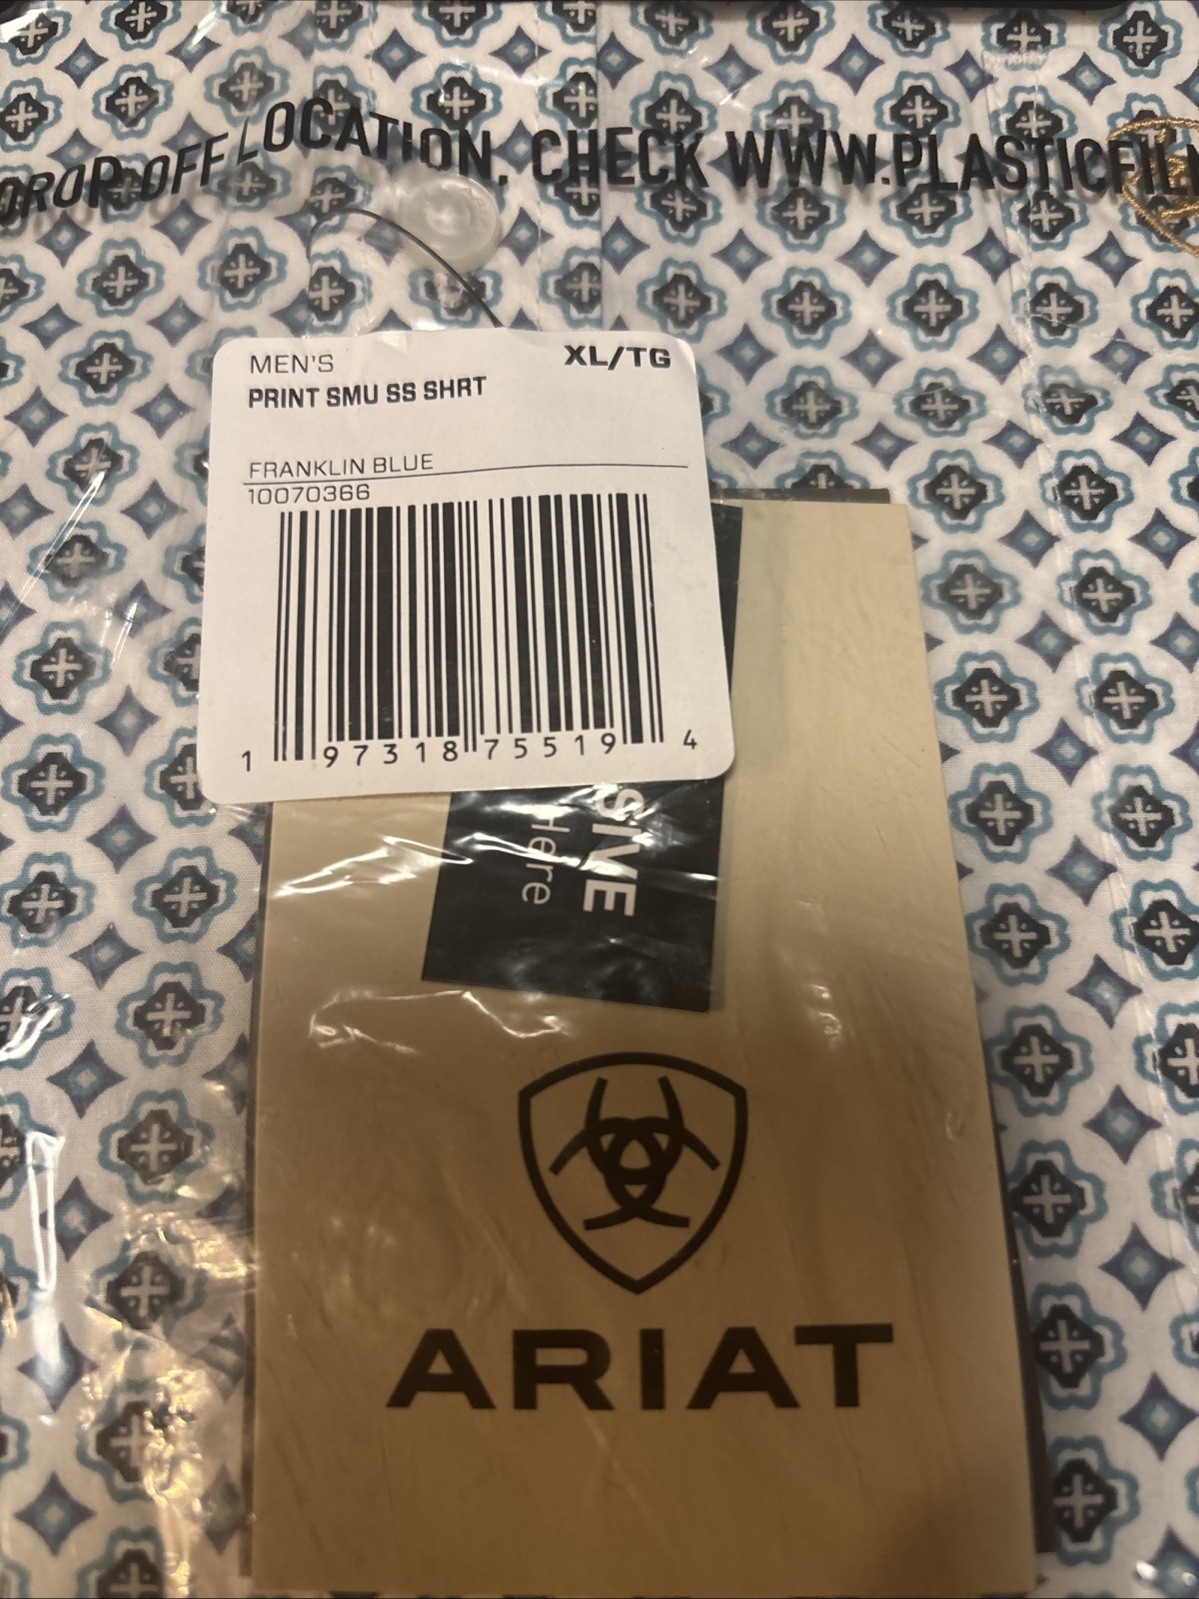 DROP OFF LOCATION. CHECK WWW.PLASTICFIL
MEN'S XL/TG
PRINT SMU SS SHRT
FRANKLIN BLUE
10070366
1 97318 75519 4
SIVE
Here
ARIAT